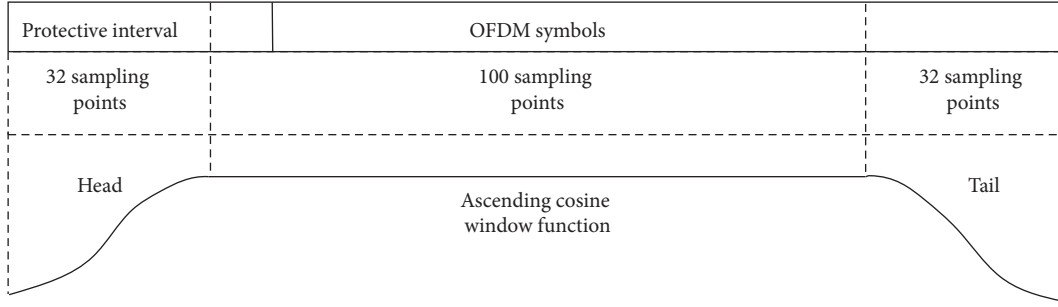 Protective interval
OFDM symbols
32 sampling
points
100 sampling
points
32 sampling
points
Head
Ascending cosine
window function
Tail